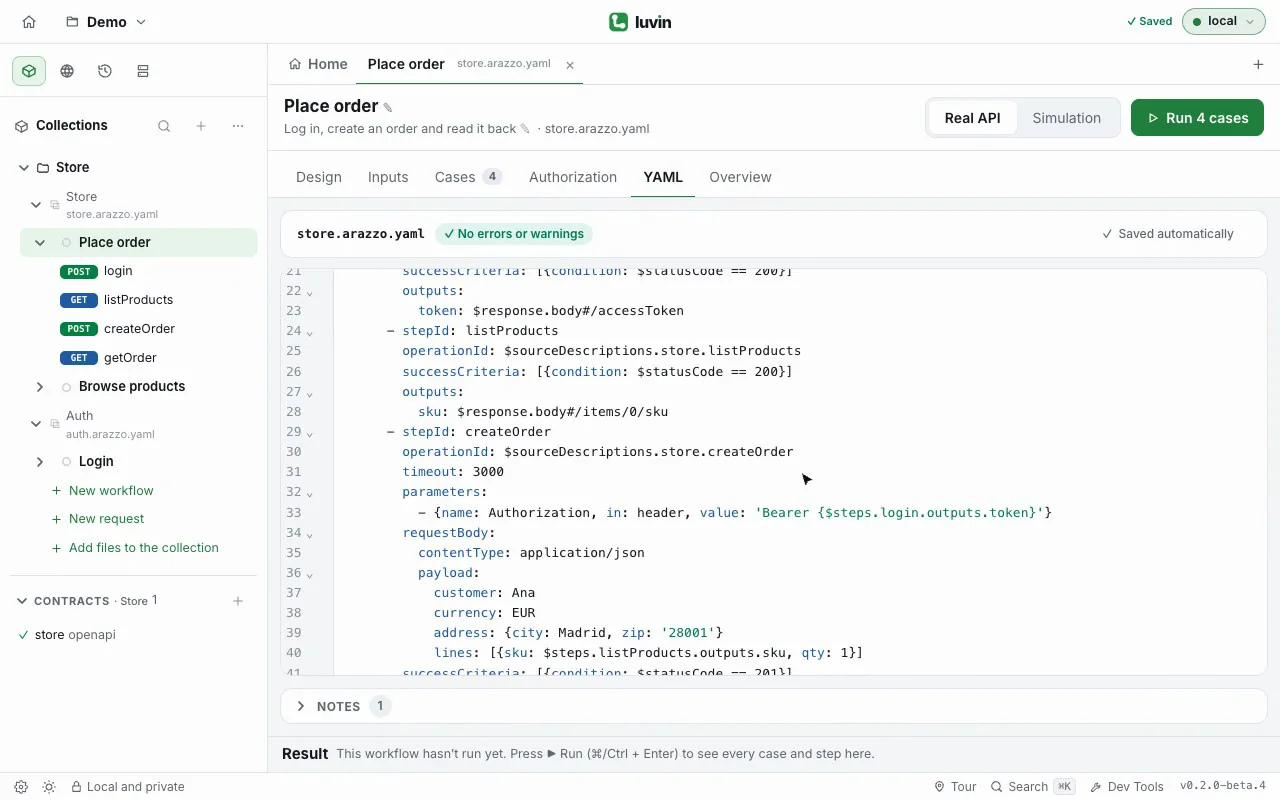 Demo
luvin
Saved
local
Home
Place order store.arazzo.yaml
Collections
Store
Store
store.arazzo.yaml
Place order
POST login
GET listProducts
POST createOrder
GET getOrder
Browse products
Auth
auth.arazzo.yaml
Login
+ New workflow
+ New request
+ Add files to the collection
CONTRACTS · Store 1
store openapi
Place order
Log in, create an order and read it back · store.arazzo.yaml
Real API
Simulation
Run 4 cases
Design
Inputs
Cases 4
Authorization
YAML
Overview
store.arazzo.yaml
No errors or warnings
Saved automatically
21 successCriteria: [{condition: $statusCode == 200}]
22 outputs:
23 token: $response.body#/accessToken
24 - stepId: listProducts
25 operationId: $sourceDescriptions.store.listProducts
26 successCriteria: [{condition: $statusCode == 200}]
27 outputs:
28 sku: $response.body#/items/0/sku
29 - stepId: createOrder
30 operationId: $sourceDescriptions.store.createOrder
31 timeout: 3000
32 parameters:
33 - {name: Authorization, in: header, value: 'Bearer {$steps.login.outputs.token}'}
34 requestBody:
35 contentType: application/json
36 payload:
37 customer: Ana
38 currency: EUR
39 address: {city: Madrid, zip: '28001'}
40 lines: [{sku: $steps.listProducts.outputs.sku, qty: 1}]
41 successCriteria: [{condition: $statusCode == 201}]
NOTES 1
Result This workflow hasn't run yet. Press ▶ Run (⌘/Ctrl + Enter) to see every case and step here.
Local and private
Tour
Search ⌘K
Dev Tools
v0.2.0-beta.4